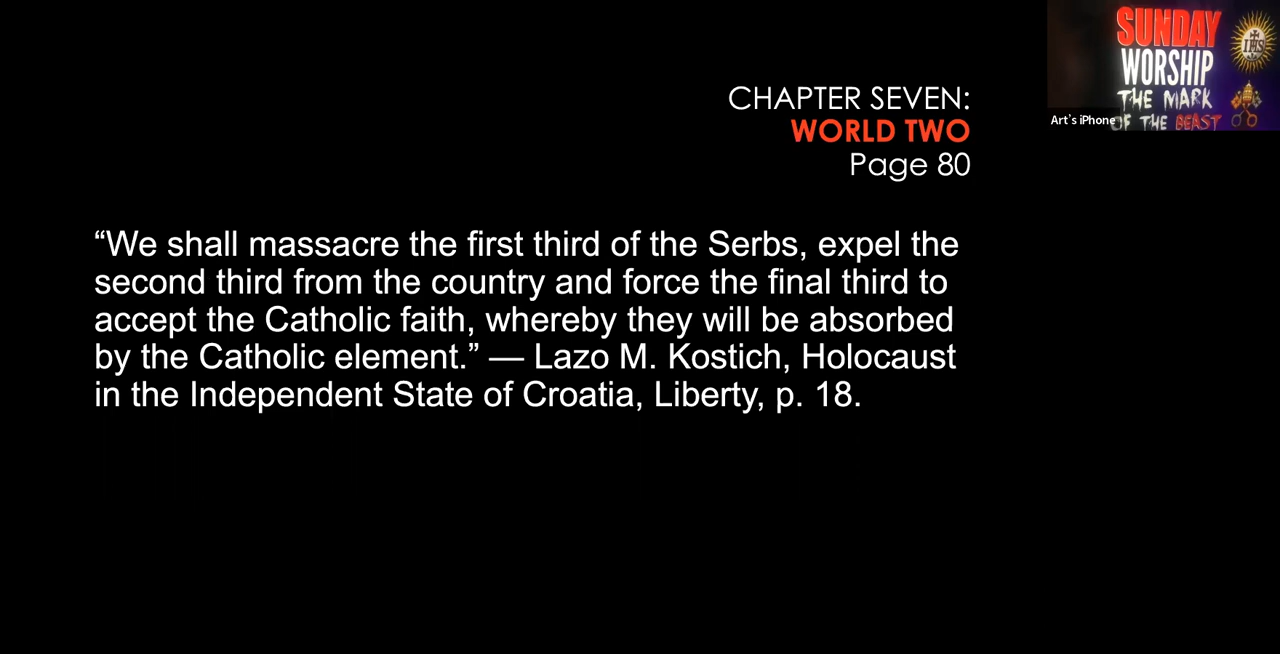 CHAPTER SEVEN:
WORLD TWO
Page 80
“We shall massacre the first third of the Serbs, expel the
second third from the country and force the final third to
accept the Catholic faith, whereby they will be absorbed
by the Catholic element.” — Lazo M. Kostich, Holocaust
in the Independent State of Croatia, Liberty, p. 18.
SUNDAY
WORSHIP
THE MARK
OF THE BEAST
IHS
Art's iPhone